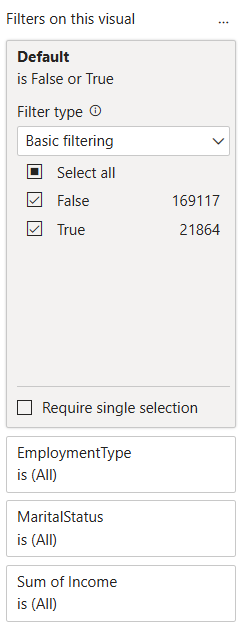 Filters on this visual ...
Default
is False or True
Filter type
Basic filtering
Select all
False 169117
True 21864
Require single selection
EmploymentType
is (All)
MaritalStatus
is (All)
Sum of Income
is (All)